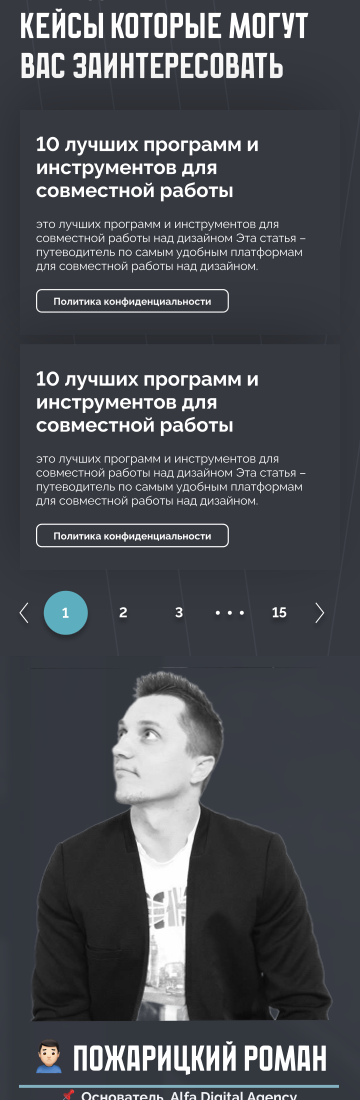 КЕЙСЫ КОТОРЫЕ МОГУТ
ВАС ЗАИНТЕРЕСОВАТЬ
10 лучших программ и
инструментов для
совместной работы
это лучших программ и инструментов для
совместной работы над дизайном Эта статья –
путеводитель по самым удобным платформам
для совместной работы над дизайном.
Политика конфиденциальности
10 лучших программ и
инструментов для
совместной работы
это лучших программ и инструментов для
совместной работы над дизайном Эта статья –
путеводитель по самым удобным платформам
для совместной работы над дизайном.
Политика конфиденциальности
1 2 3 • • • 15
ПОЖАРИЦКИЙ РОМАН
Основатель Alfa Digital Agency